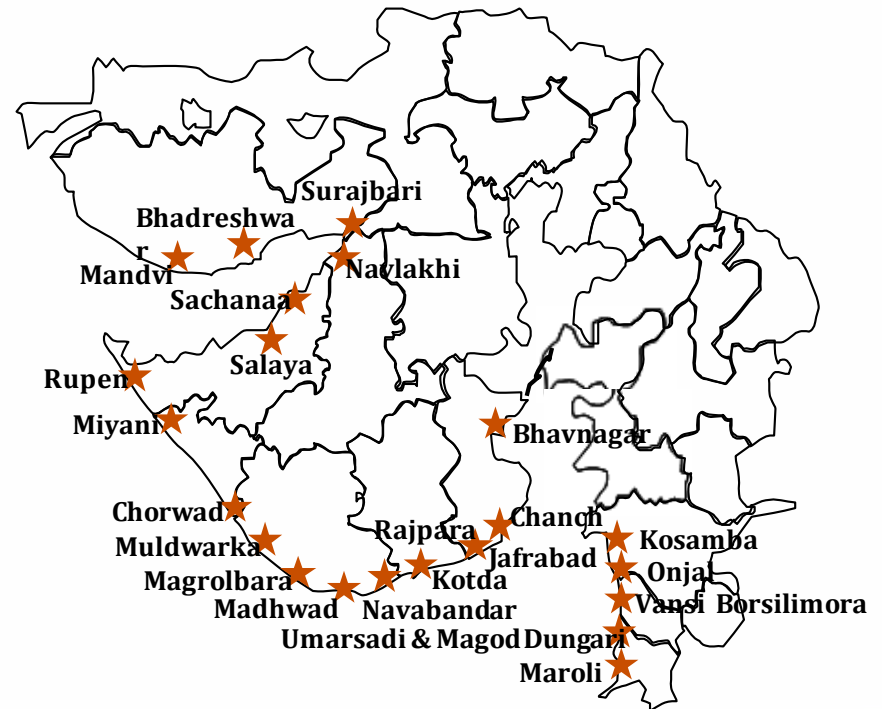 Surajbari
Bhadreshwa
r
Mandvi
Navlakhi
Sachanaa
Salaya
Rupen
Miyani
Bhavnagar
Chorwad
Chanch
Rajpara
Muldwarka
Kosamba
Jafrabad
Magrolbara
Kotda
Onjal
Madhwad
Navabandar
Vansi Borsilimora
Umarsadi & Magod Dungari
Maroli